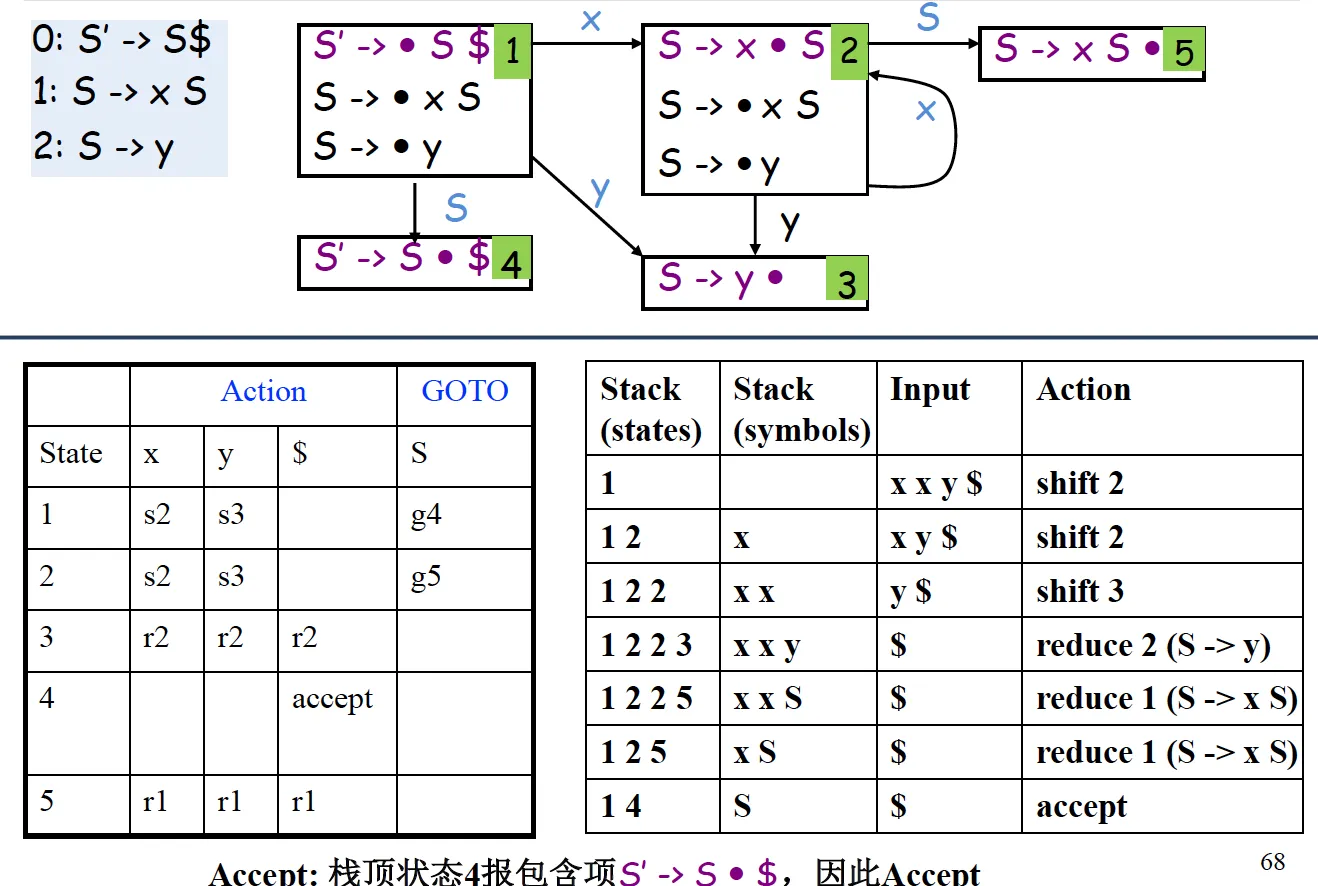 0: S' -> S$
1: S -> x S
2: S -> y
S' -> • S $ 1
S -> • x S
S -> • y
x
S -> x • S 2
S -> • x S
S -> • y
S
S -> x S • 5
x
S
y
y
S' -> S • $ 4
S -> y • 3
Action GOTO
State x y $ S
1 s2 s3 g4
2 s2 s3 g5
3 r2 r2 r2
4 accept
5 r1 r1 r1
Stack (states) Stack (symbols) Input Action
1 x x y $ shift 2
1 2 x x y $ shift 2
1 2 2 x x y $ shift 3
1 2 2 3 x x y $ reduce 2 (S -> y)
1 2 2 5 x x S $ reduce 1 (S -> x S)
1 2 5 x S $ reduce 1 (S -> x S)
1 4 S $ accept
Accept: 栈顶状态4报包含项S' -> S • $，因此Accept
68